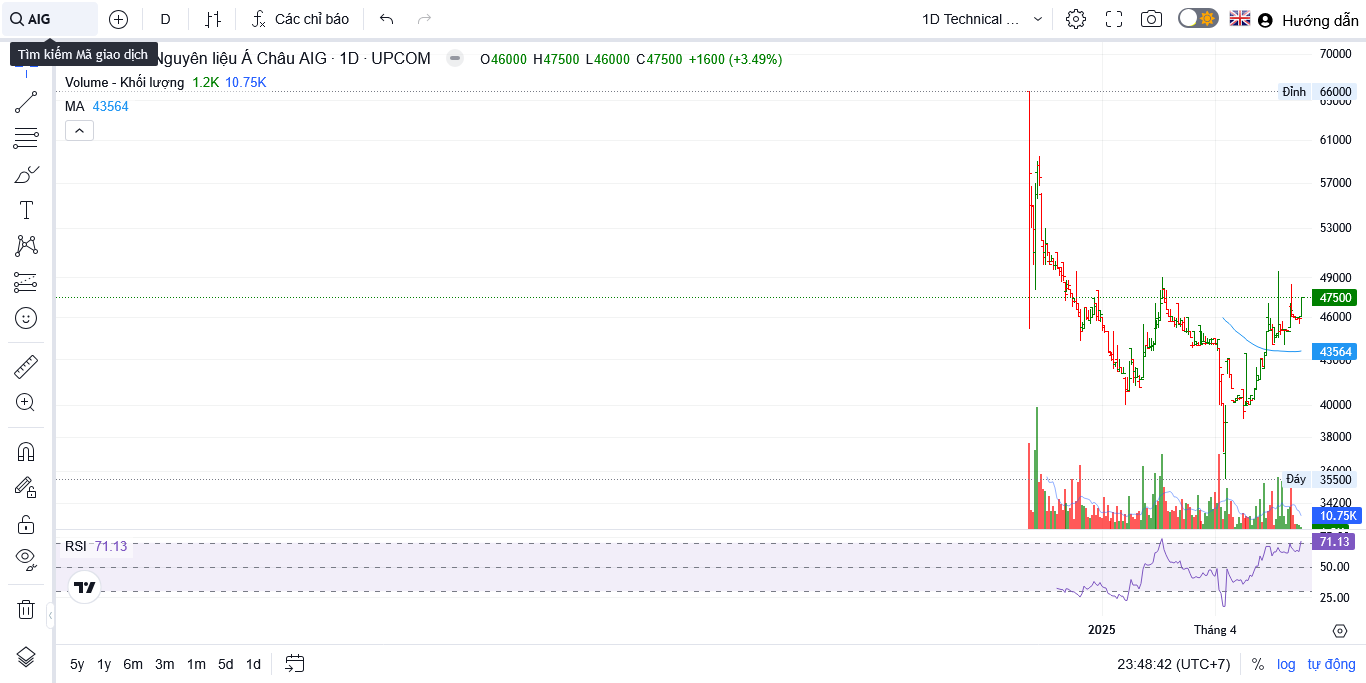 AIG
D
Các chỉ báo
1D Technical ...
Hướng dẫn
Tìm kiếm Mã giao dịch
Nguyên liệu Á Châu AIG · 1D · UPCOM
O46000 H47500 L46000 C47500 +1600 (+3.49%)
Volume - Khối lượng 1.2K 10.75K
MA 43564
70000
Đỉnh 66000
65000
61000
57000
53000
49000
47500
46000
43564
43000
40000
38000
36000
Đáy 35500
34200
10.75K
RSI 71.13
71.13
50.00
25.00
2025
Tháng 4
5y 1y 6m 3m 1m 5d 1d
23:48:42 (UTC+7)
% log tự động